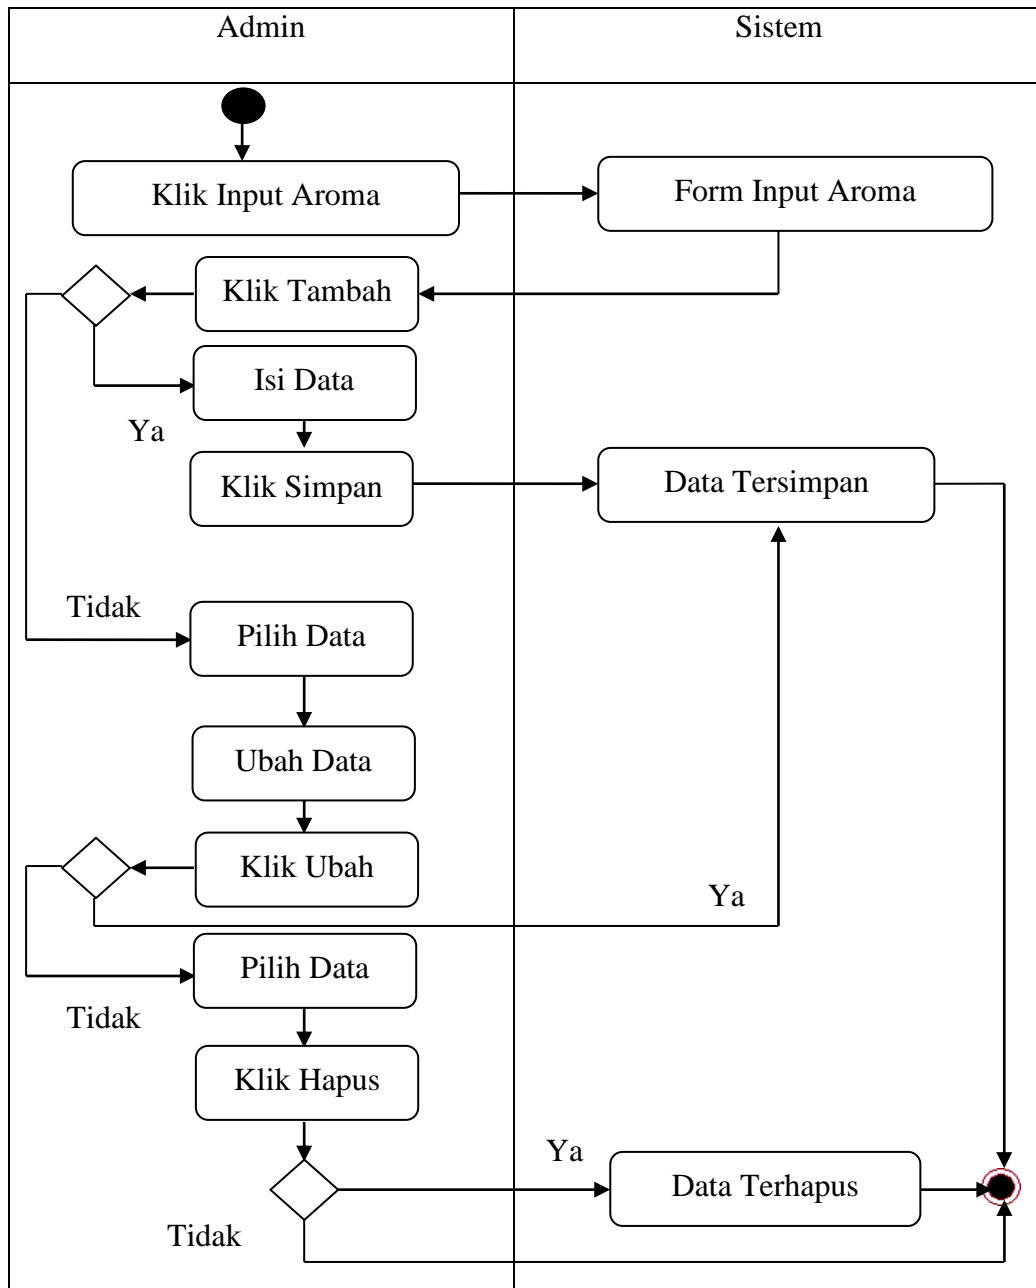 Admin
Sistem
Klik Input Aroma
Form Input Aroma
Klik Tambah
Isi Data
Ya
Klik Simpan
Data Tersimpan
Tidak
Pilih Data
Ubah Data
Klik Ubah
Ya
Pilih Data
Tidak
Klik Hapus
Ya
Data Terhapus
Tidak